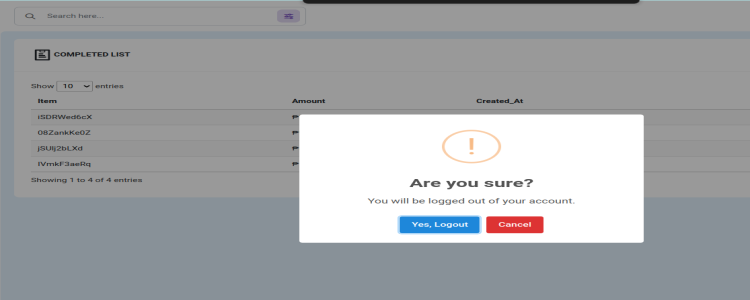 Search here...
COMPLETED LIST
Show 10 entries
Item Amount Created_At
iSDRWed6cX ₱
08ZankKe0Z ₱
jSUlj2bLXd ₱
IVmkF3aeRq ₱
Showing 1 to 4 of 4 entries
!
Are you sure?
You will be logged out of your account.
Yes, Logout Cancel